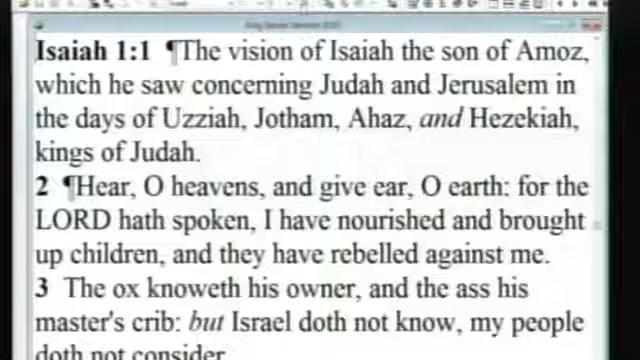 Isaiah 1:1 ¶The vision of Isaiah the son of Amoz,
which he saw concerning Judah and Jerusalem in
the days of Uzziah, Jotham, Ahaz, and Hezekiah,
kings of Judah.
2 ¶Hear, O heavens, and give ear, O earth: for the
LORD hath spoken, I have nourished and brought
up children, and they have rebelled against me.
3 The ox knoweth his owner, and the ass his
master's crib: but Israel doth not know, my people
doth not consider.